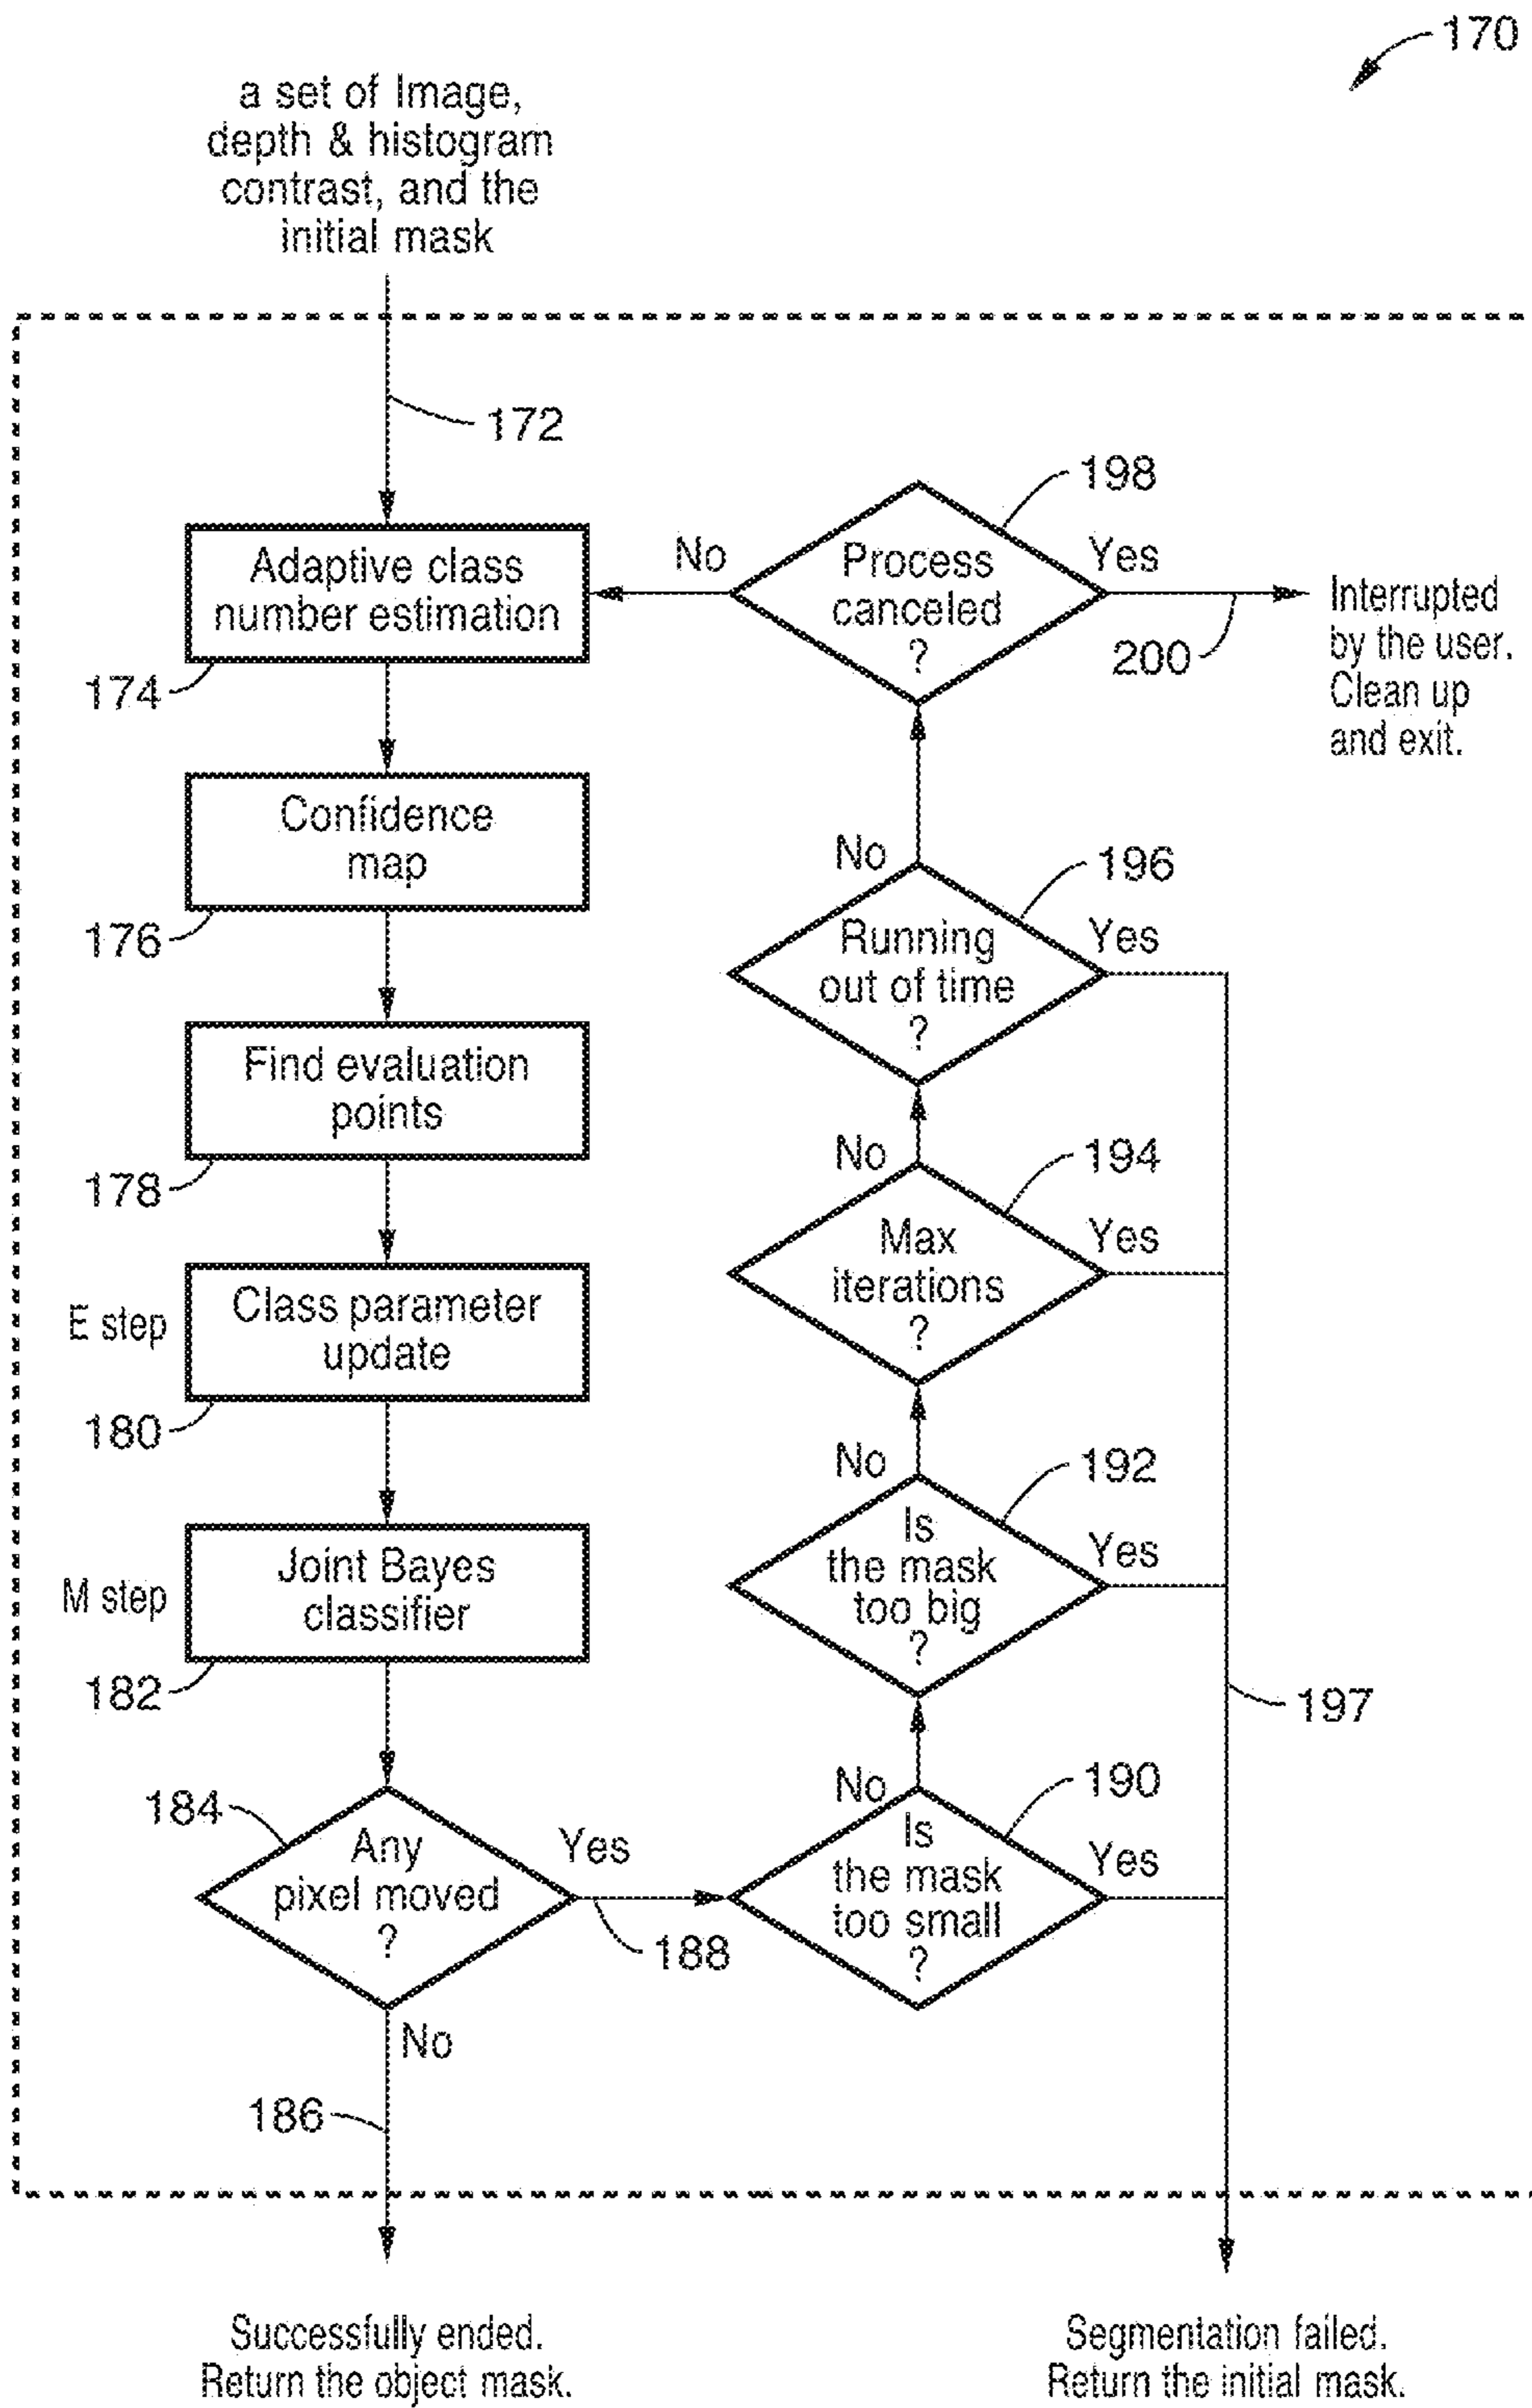 170
a set of Image,
depth & histogram
contrast, and the
initial mask
172
Adaptive class
number estimation
174
Confidence
map
176
Find evaluation
points
178
E step
Class parameter
update
180
M step
Joint Bayes
classifier
182
184
Any
pixel moved
?
Yes
188
No
186
Successfully ended.
Return the object mask.
198
Process
canceled
?
No
Yes
200
Interrupted
by the user.
Clean up
and exit.
196
No
Running
out of time
?
Yes
194
No
Max
iterations
?
Yes
192
No
Is
the mask
too big
?
Yes
197
190
No
Is
the mask
too small
?
Yes
Segmentation failed.
Return the initial mask.